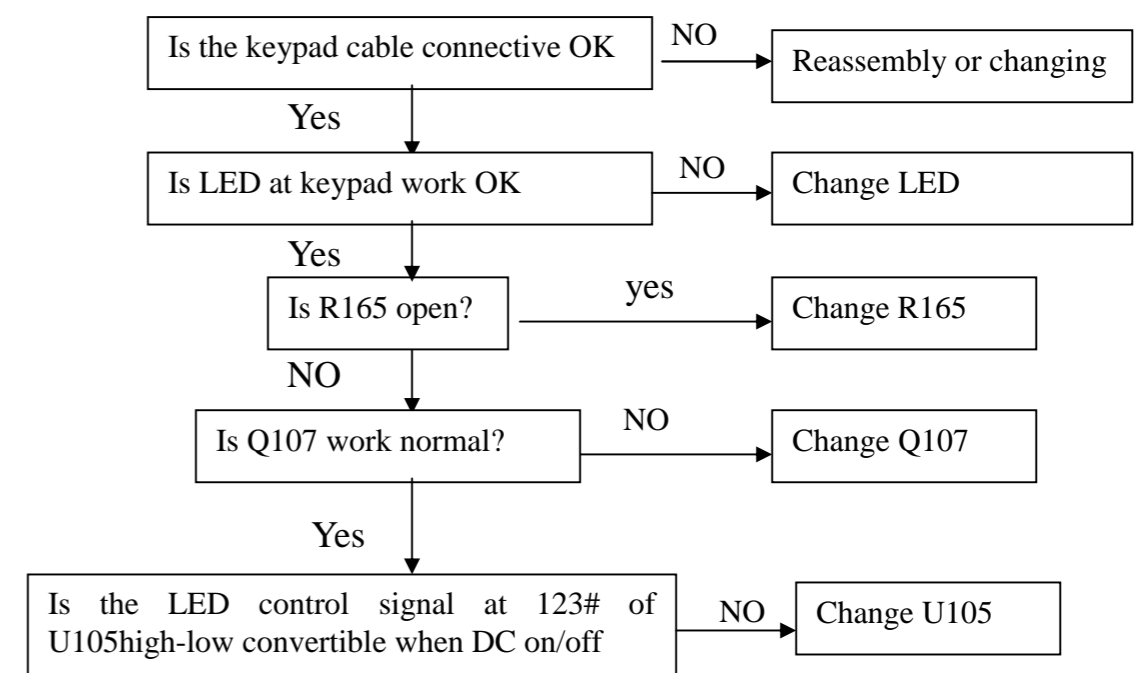 Is the keypad cable connective OK
NO
Reassembly or changing
Yes
Is LED at keypad work OK
NO
Change LED
Yes
Is R165 open?
yes
Change R165
NO
Is Q107 work normal?
NO
Change Q107
Yes
Is the LED control signal at 123# of
U105high-low convertible when DC on/off
NO
Change U105